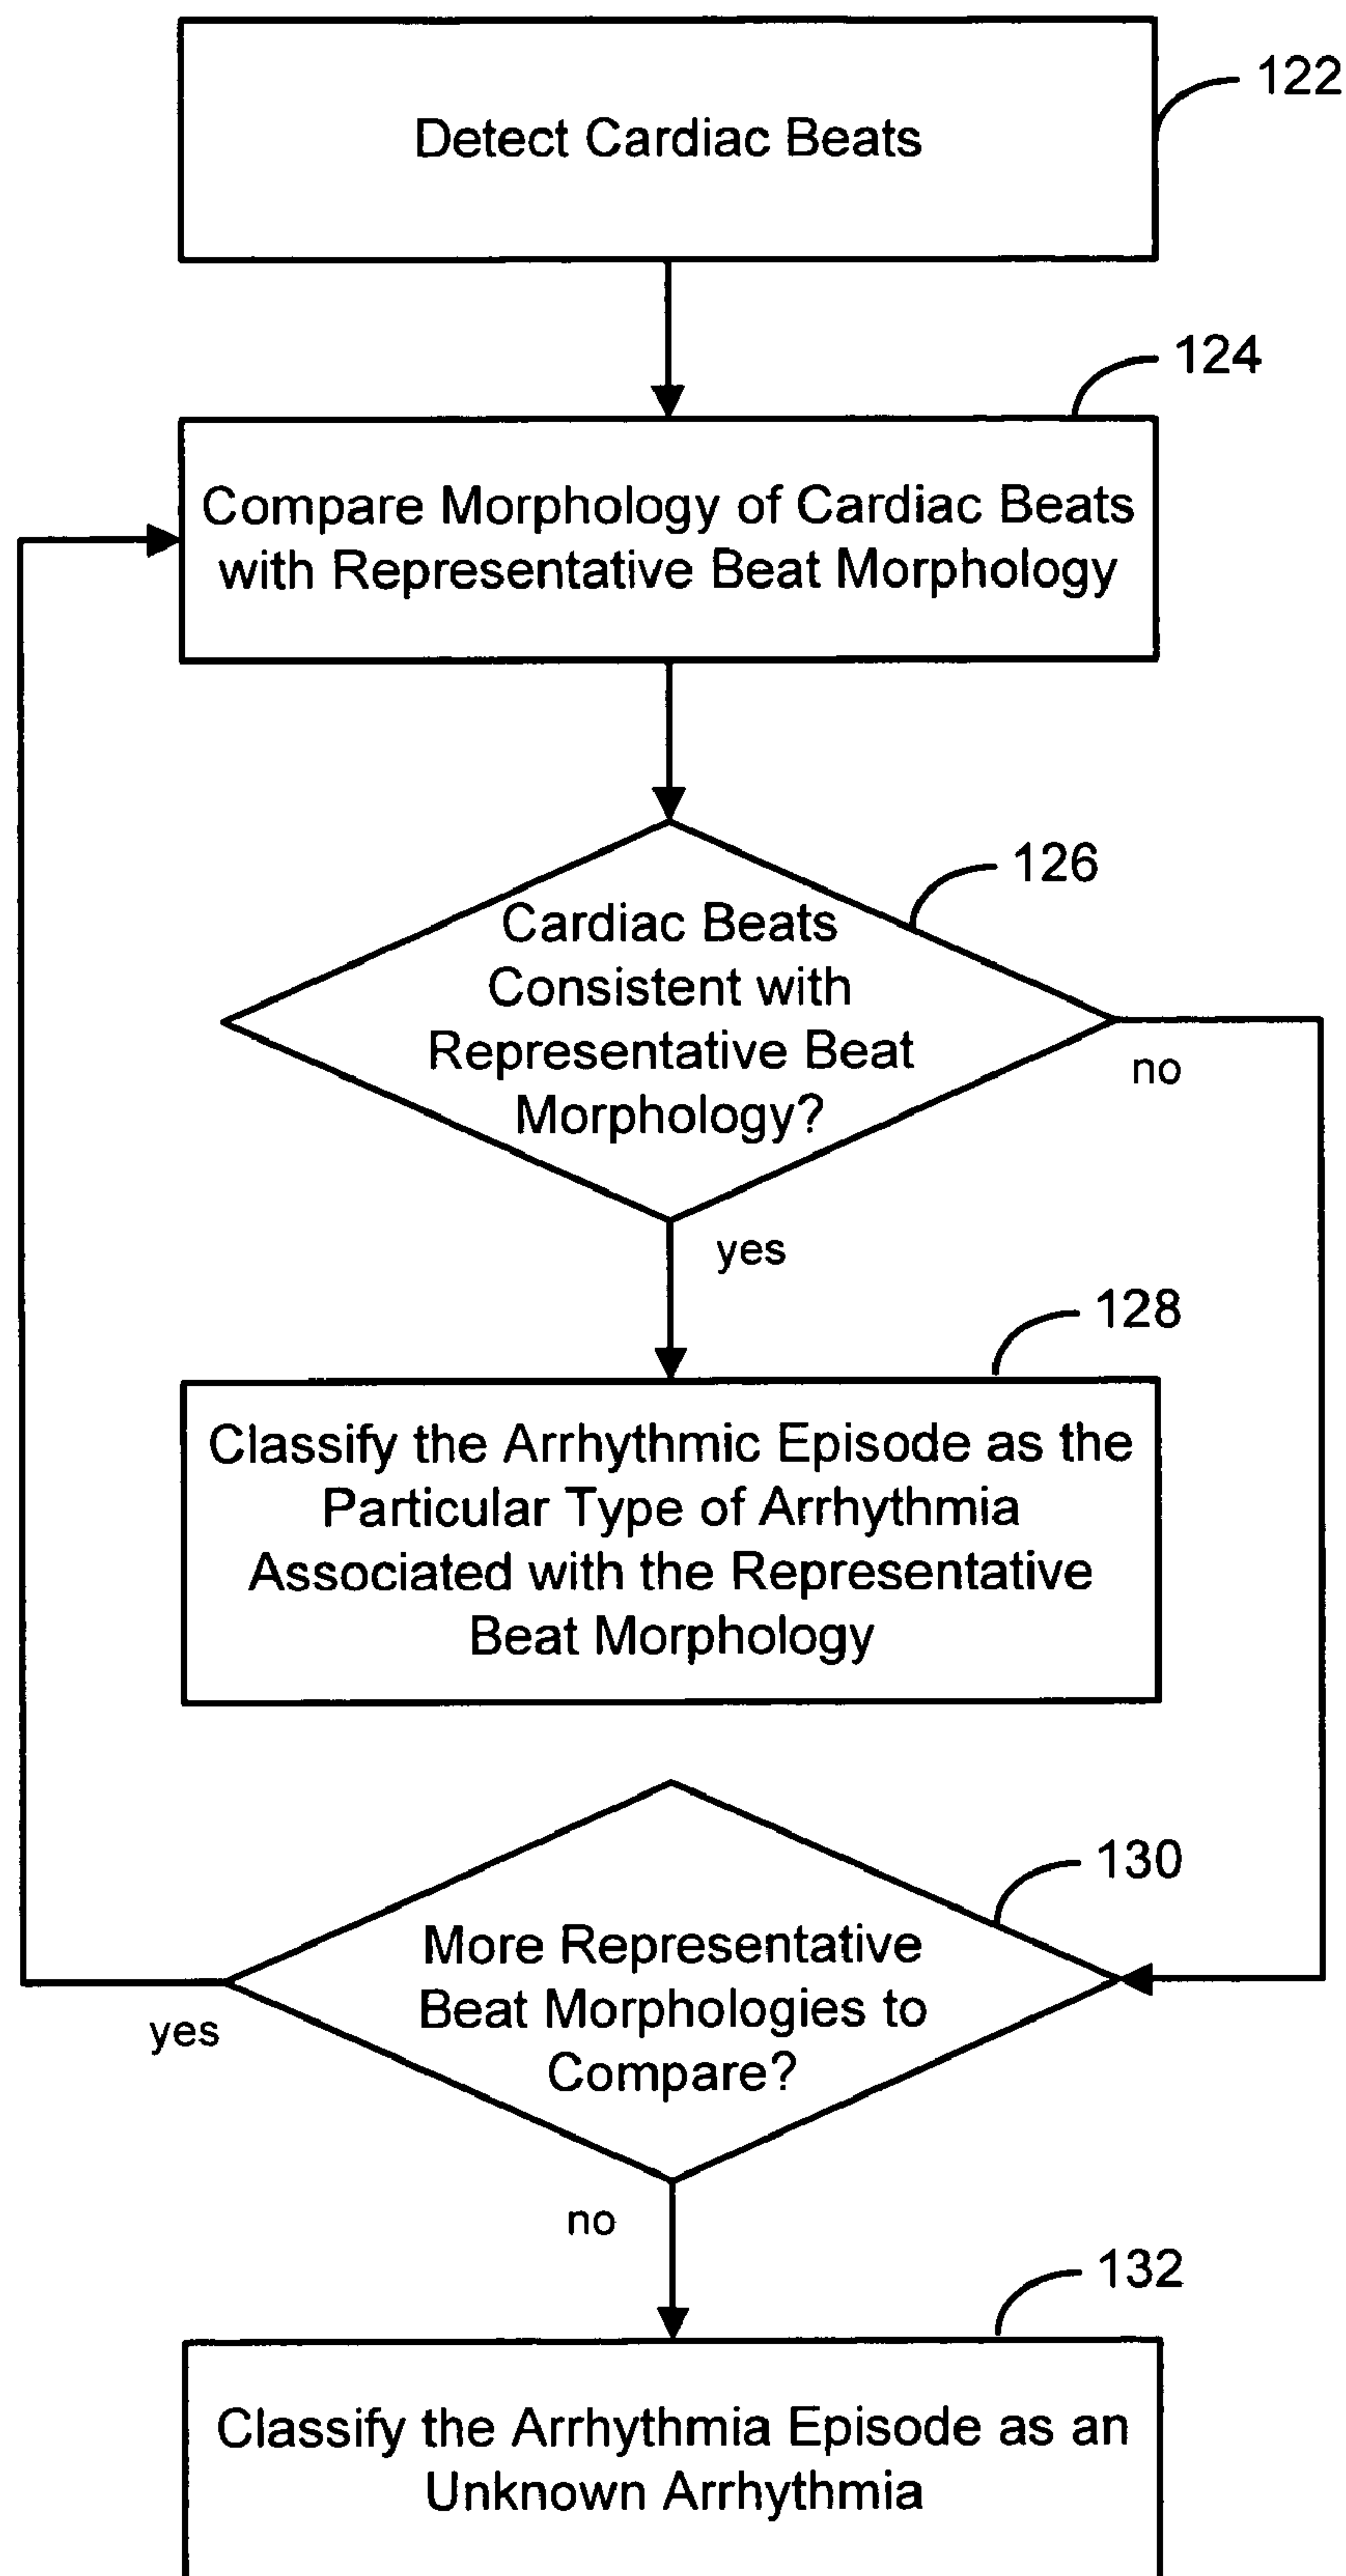 Detect Cardiac Beats
122
124
Compare Morphology of Cardiac Beats
with Representative Beat Morphology
126
Cardiac Beats
Consistent with
Representative Beat
Morphology?
no
yes
128
Classify the Arrhythmic Episode as the
Particular Type of Arrhythmia
Associated with the Representative
Beat Morphology
130
More Representative
Beat Morphologies to
Compare?
yes
no
132
Classify the Arrhythmia Episode as an
Unknown Arrhythmia